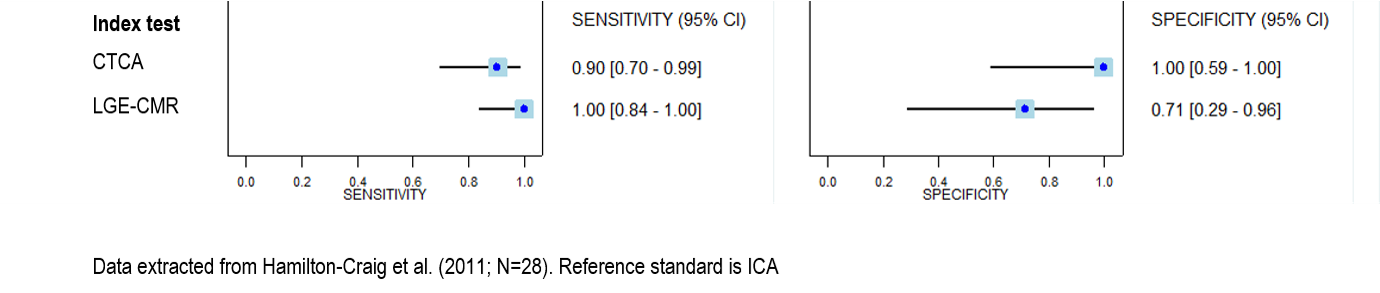 Index test SENSITIVITY (95% CI) SPECIFICITY (95% CI)
CTCA 0.90 [0.70 - 0.99] 1.00 [0.59 - 1.00]
LGE-CMR 1.00 [0.84 - 1.00] 0.71 [0.29 - 0.96]
0.0 0.2 0.4 0.6 0.8 1.0 0.0 0.2 0.4 0.6 0.8 1.0
SENSITIVITY SPECIFICITY
Data extracted from Hamilton-Craig et al. (2011; N=28). Reference standard is ICA